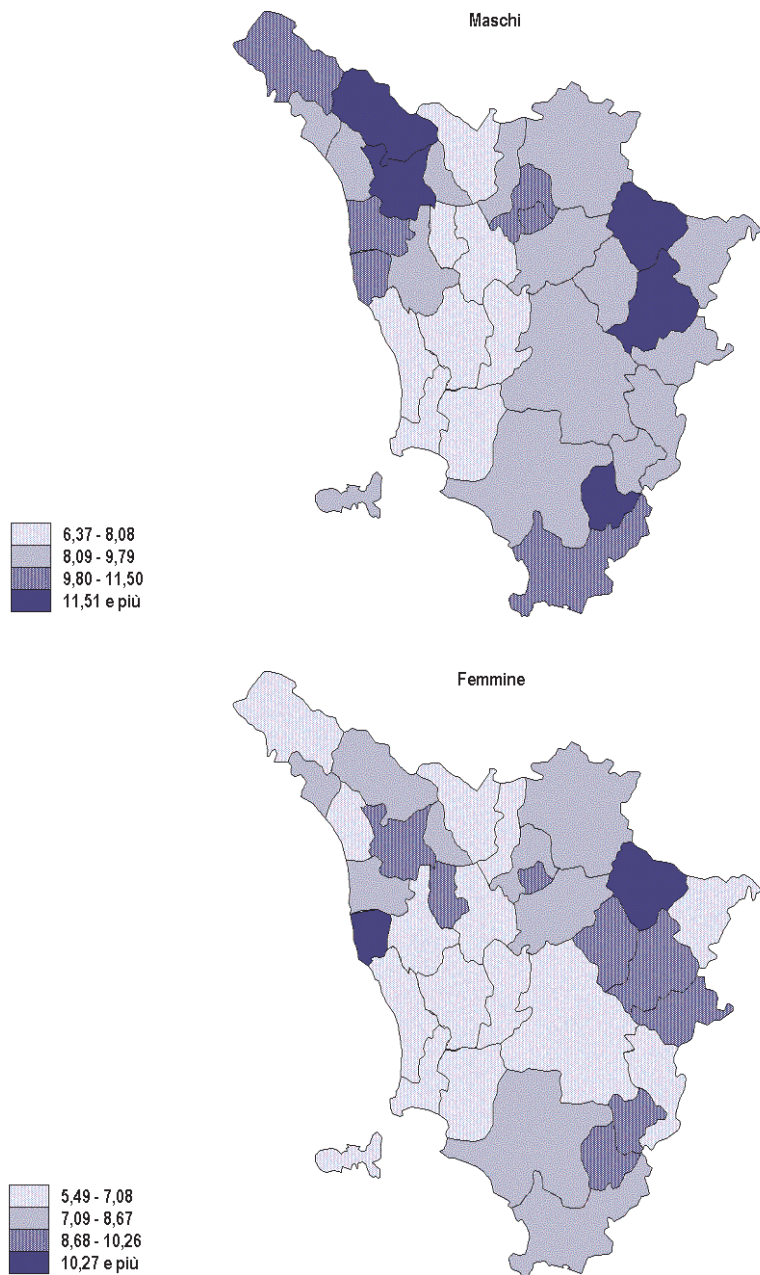 Maschi
6,37 - 8,08
8,09 - 9,79
9,80 - 11,50
11,51 e più
Femmine
5,49 - 7,08
7,09 - 8,67
8,68 - 10,26
10,27 e più